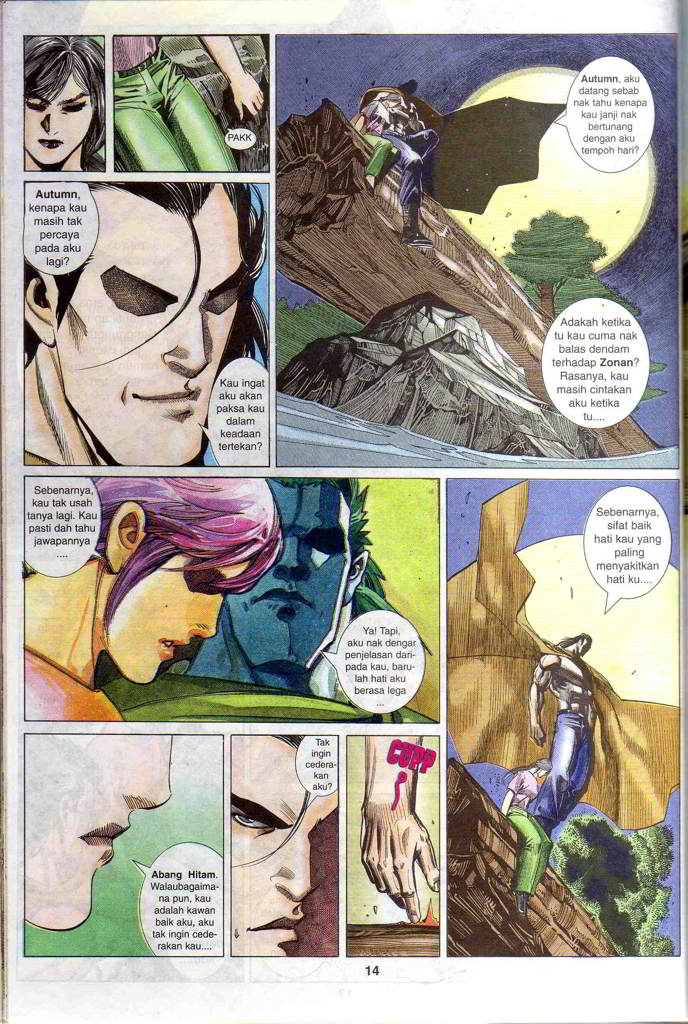 PAKK
Autumn, aku
datang sebab
nak tahu kenapa
kau janji nak
bertunang
dengan aku
tempoh hari?
Adakah ketika
tu kau cuma nak
balas dendam
terhadap Zonan?
Rasanya, kau
masih cintakan
aku ketika
tu....
Autumn,
kenapa kau
masih tak
percaya
pada aku
lagi?
Kau ingat
aku akan
paksa kau
dalam
keadaan
tertekan?
Sebenarnya,
kau tak usah
tanya lagi. Kau
pasti dah tahu
jawapannya
....
Ya! Tapi,
aku nak dengar
penjelasan dari-
pada kau, baru-
lah hati aku
berasa lega
...
Sebenarnya,
sifat baik
hati kau yang
paling
menyakitkan
hati ku....
Abang Hitam.
Walaubagaima-
na pun, kau
adalah kawan
baik aku, aku
tak ingin cede-
rakan kau....
Tak
ingin
cedera-
kan
aku?
CUPP
14